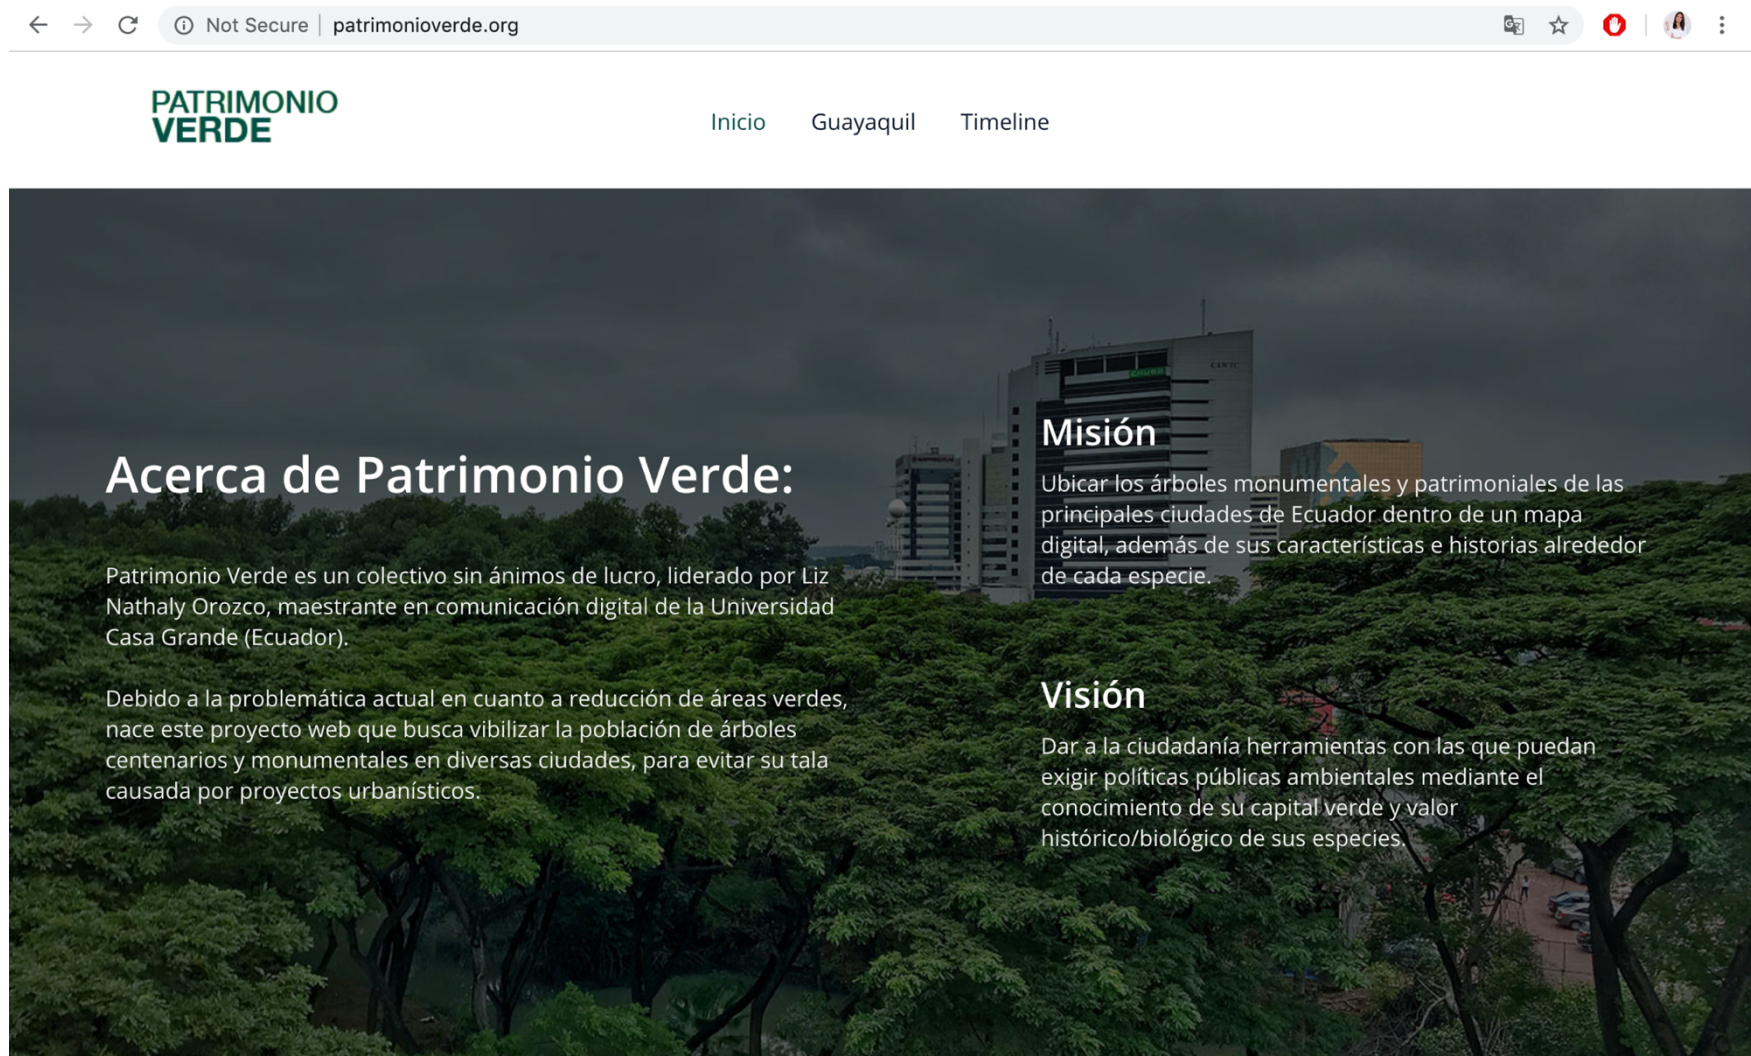 Not Secure | patrimonioverde.org
PATRIMONIO
VERDE
Inicio
Guayaquil
Timeline
CHUBB
Acerca de Patrimonio Verde:
Patrimonio Verde es un colectivo sin ánimos de lucro, liderado por Liz
Nathaly Orozco, maestrante en comunicación digital de la Universidad
Casa Grande (Ecuador).
Debido a la problemática actual en cuanto a reducción de áreas verdes,
nace este proyecto web que busca vibilizar la población de árboles
centenarios y monumentales en diversas ciudades, para evitar su tala
causada por proyectos urbanísticos.
Misión
Ubicar los árboles monumentales y patrimoniales de las
principales ciudades de Ecuador dentro de un mapa
digital, además de sus características e historias alrededor
de cada especie.
Visión
Dar a la ciudadanía herramientas con las que puedan
exigir políticas públicas ambientales mediante el
conocimiento de su capital verde y valor
histórico/biológico de sus especies.